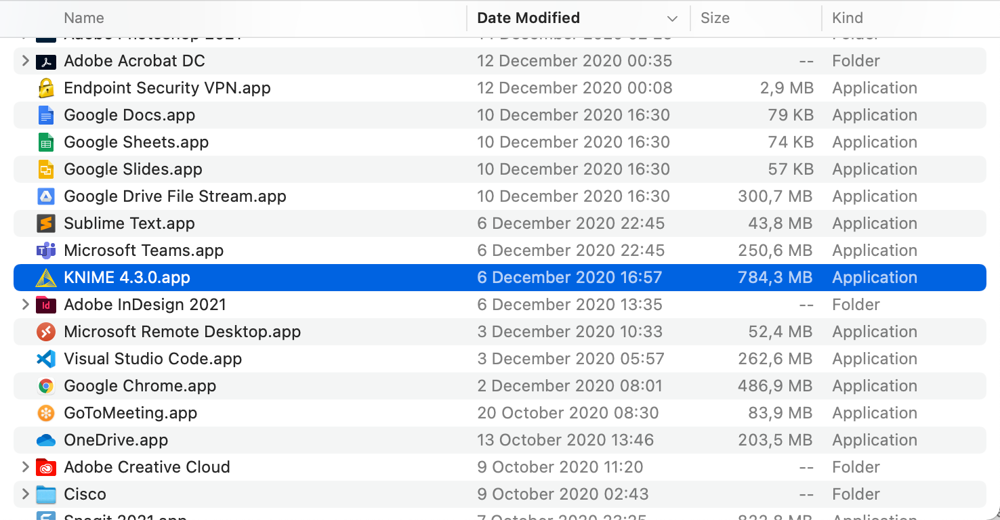 Name Date Modified Size Kind
Adobe Photoshop 2021 Folder
Adobe Acrobat DC 12 December 2020 00:35 -- Folder
Endpoint Security VPN.app 12 December 2020 00:08 2,9 MB Application
Google Docs.app 10 December 2020 16:30 79 KB Application
Google Sheets.app 10 December 2020 16:30 74 KB Application
Google Slides.app 10 December 2020 16:30 57 KB Application
Google Drive File Stream.app 10 December 2020 16:30 300,7 MB Application
Sublime Text.app 6 December 2020 22:45 43,8 MB Application
Microsoft Teams.app 6 December 2020 22:45 250,6 MB Application
KNIME 4.3.0.app 6 December 2020 16:57 784,3 MB Application
Adobe InDesign 2021 6 December 2020 13:35 -- Folder
Microsoft Remote Desktop.app 3 December 2020 10:33 52,4 MB Application
Visual Studio Code.app 3 December 2020 05:57 262,6 MB Application
Google Chrome.app 2 December 2020 08:01 486,9 MB Application
GoToMeeting.app 20 October 2020 08:30 83,9 MB Application
OneDrive.app 13 October 2020 13:46 203,5 MB Application
Adobe Creative Cloud 9 October 2020 11:20 -- Folder
Cisco 9 October 2020 02:43 -- Folder
Snagit 2021.app 7 October 2020 MB Application